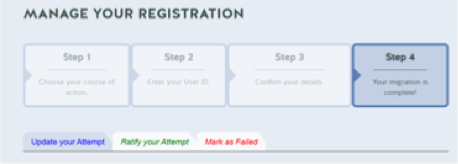 MANAGE YOUR REGISTRATION
Step 1
Choose your course of
action.
Step 2
Enter your User ID.
Step 3
Confirm your details.
Step 4
Your migration is
complete!
Update your Attempt
Ratify your Attempt
Mark as Failed